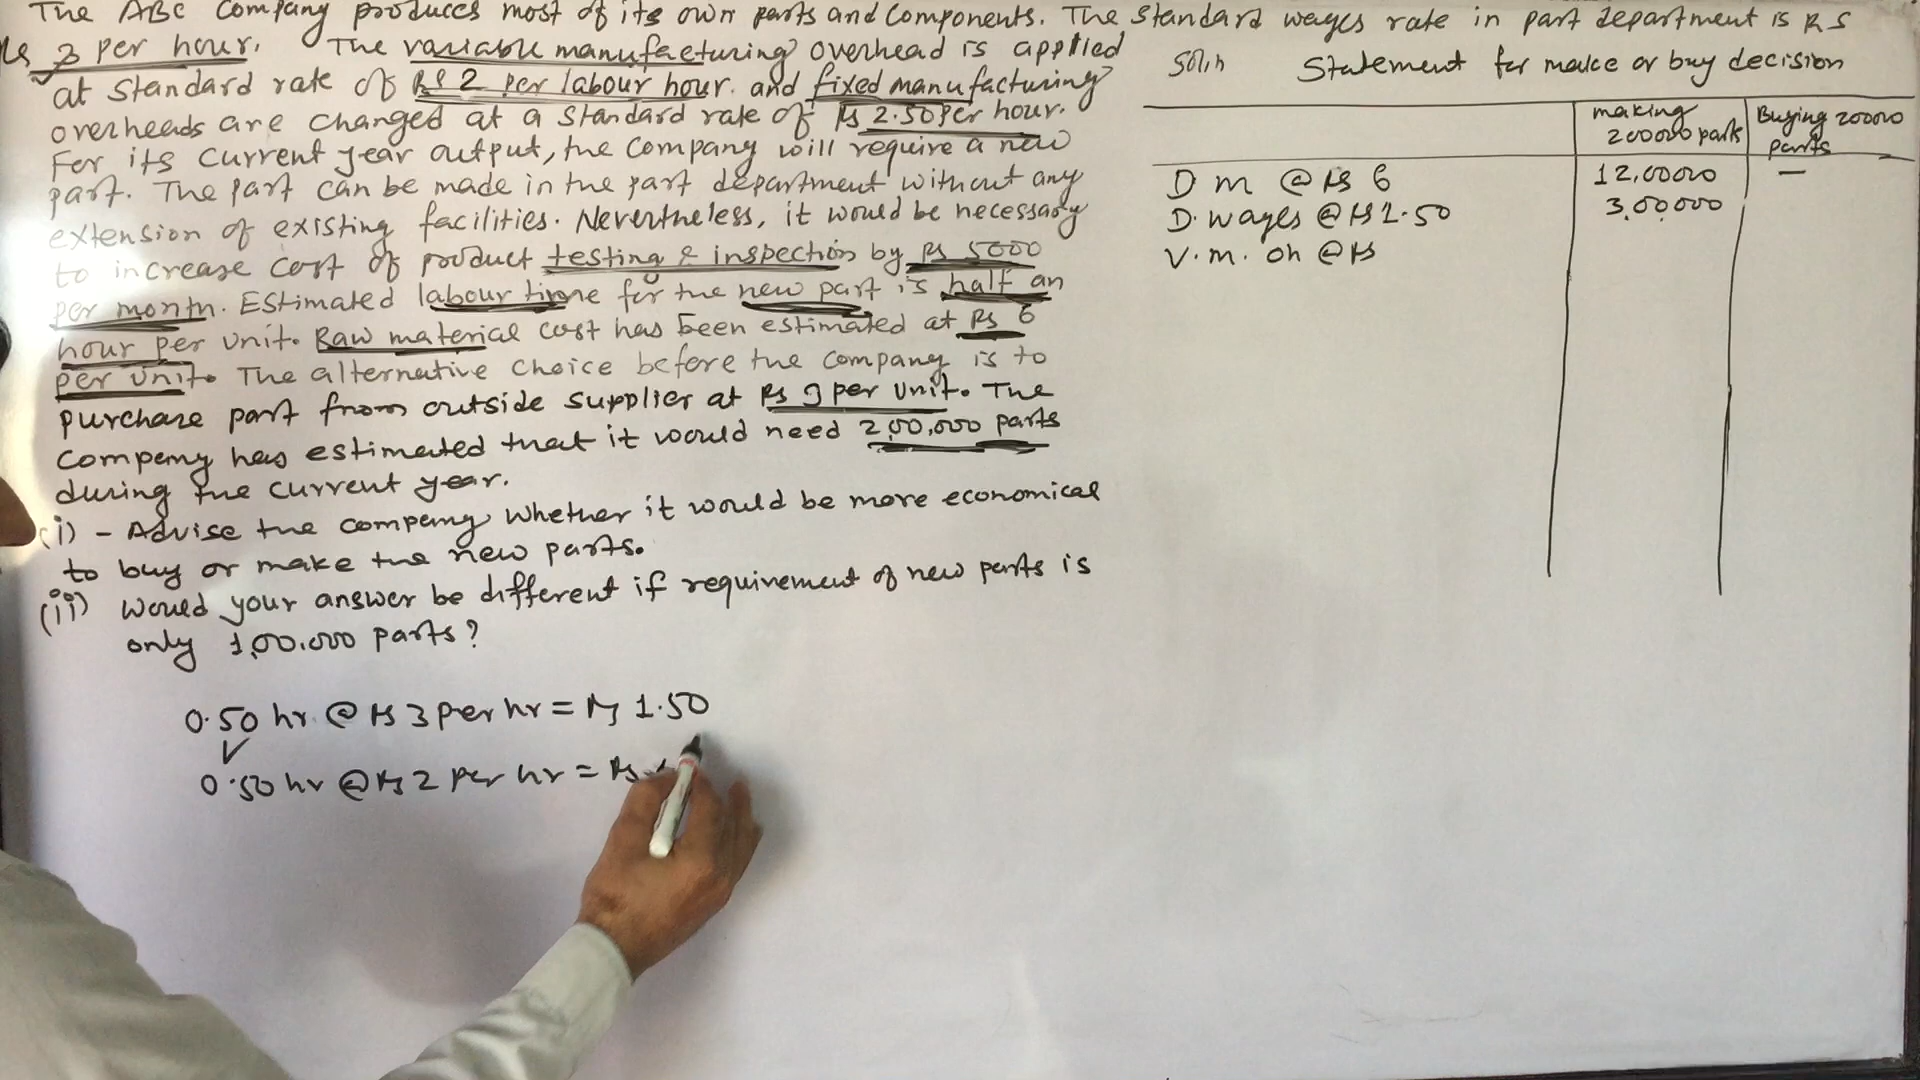 The ABC Company produces most of its own parts and Components. The standard wages rate in part department is RS
Rs 3 per hour. The variable manufacturing overhead is applied
at standard rate of Rs 2 per labour hour. and fixed manufacturing
overheads are changed at a standard rate of Rs 2.50 per hour.
For its current year output, the Company will require a new
part. The part can be made in the part department without any
extension of existing facilities. Nevertheless, it would be necessary
to increase cost of product testing & inspection by Rs 5000
per month. Estimated labour time for the new part is half an
hour per unit. Raw material cost has been estimated at Rs 6
per unit. The alternative choice before the company is to
purchase part from outside supplier at Rs 9 per unit. The
company has estimated that it would need 2,00,000 parts
during the current year.
(i) - Advise the company whether it would be more economical
to buy or make the new parts.
(ii) would your answer be different if requirement of new parts is
only 1,00,000 parts?
0.50 hr @ Rs 3 per hr = Rs 1.50
✓
0.50 hr @ Rs 2 per hr = Rs
Soln Statement for make or buy decision
making
200000 parts
Buying 200000
parts
D m @ Rs 6 12,00000 —
D. wages @ Rs 1.50 3,00000
V. m. oh @ Rs